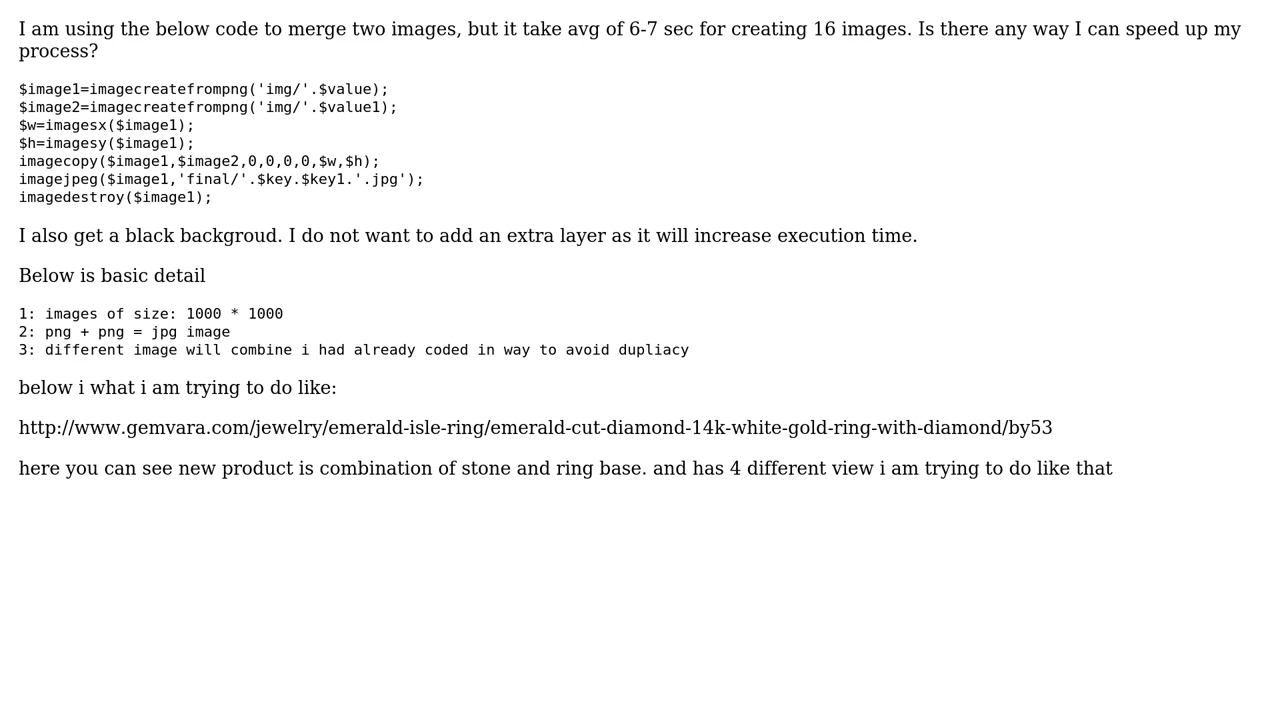 I am using the below code to merge two images, but it take avg of 6-7 sec for creating 16 images. Is there any way I can speed up my
process?
$image1=imagecreatefrompng('img/'.$value);
$image2=imagecreatefrompng('img/'.$value1);
$w=imagesx($image1);
$h=imagesy($image1);
imagecopy($image1,$image2,0,0,0,0,$w,$h);
imagejpeg($image1,'final/'.$key.$key1.'.jpg');
imagedestroy($image1);
I also get a black backgroud. I do not want to add an extra layer as it will increase execution time.
Below is basic detail
1: images of size: 1000 * 1000
2: png + png = jpg image
3: different image will combine i had already coded in way to avoid dupliacy
below i what i am trying to do like:
http://www.gemvara.com/jewelry/emerald-isle-ring/emerald-cut-diamond-14k-white-gold-ring-with-diamond/by53
here you can see new product is combination of stone and ring base. and has 4 different view i am trying to do like that